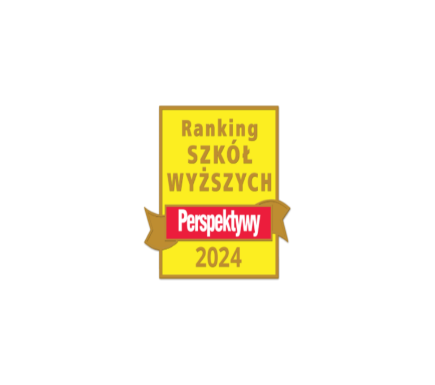 Ranking
SZKÓŁ
WYŻSZYCH
Perspektywy
2024